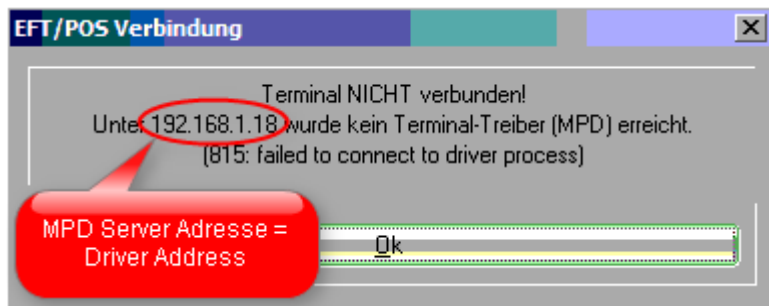 EFT/POS Verbindung
Terminal NICHT verbunden!
Unter 192.168.1.18 wurde kein Terminal-Treiber (MPD) erreicht.
(815: failed to connect to driver process)
MPD Server Adresse =
Driver Address
Ok